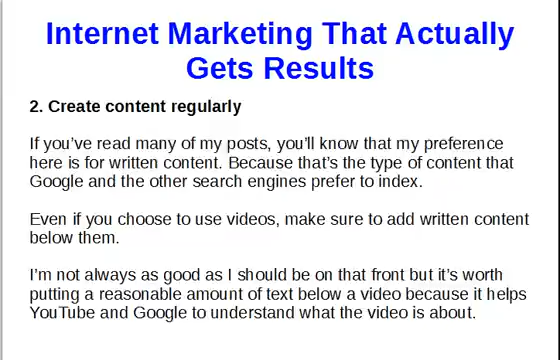 Internet Marketing That Actually
Gets Results
2. Create content regularly
If you've read many of my posts, you'll know that my preference
here is for written content. Because that's the type of content that
Google and the other search engines prefer to index.
Even if you choose to use videos, make sure to add written content
below them.
I'm not always as good as I should be on that front but it's worth
putting a reasonable amount of text below a video because it helps
YouTube and Google to understand what the video is about.